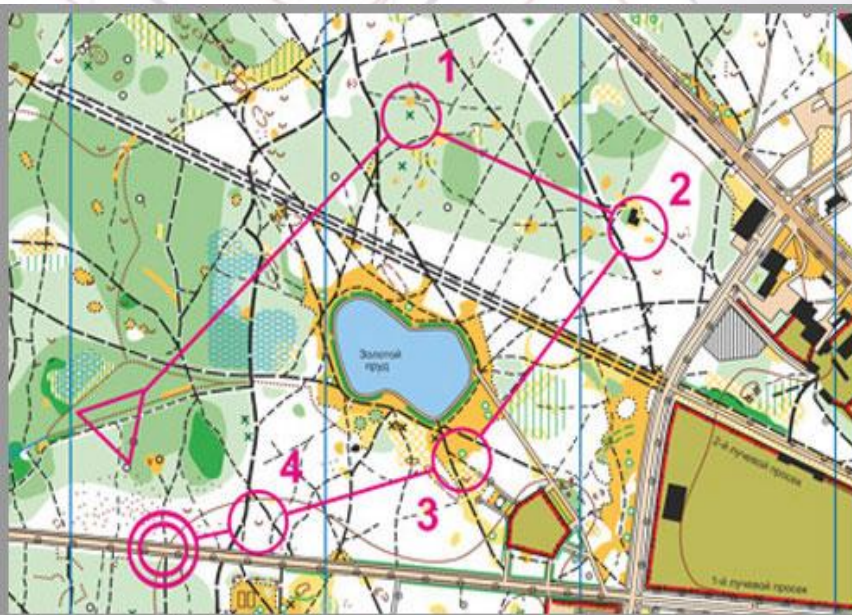 1
2
Золотой
пруд
2-й лучевой просек
4
3
1-й лучевой просек